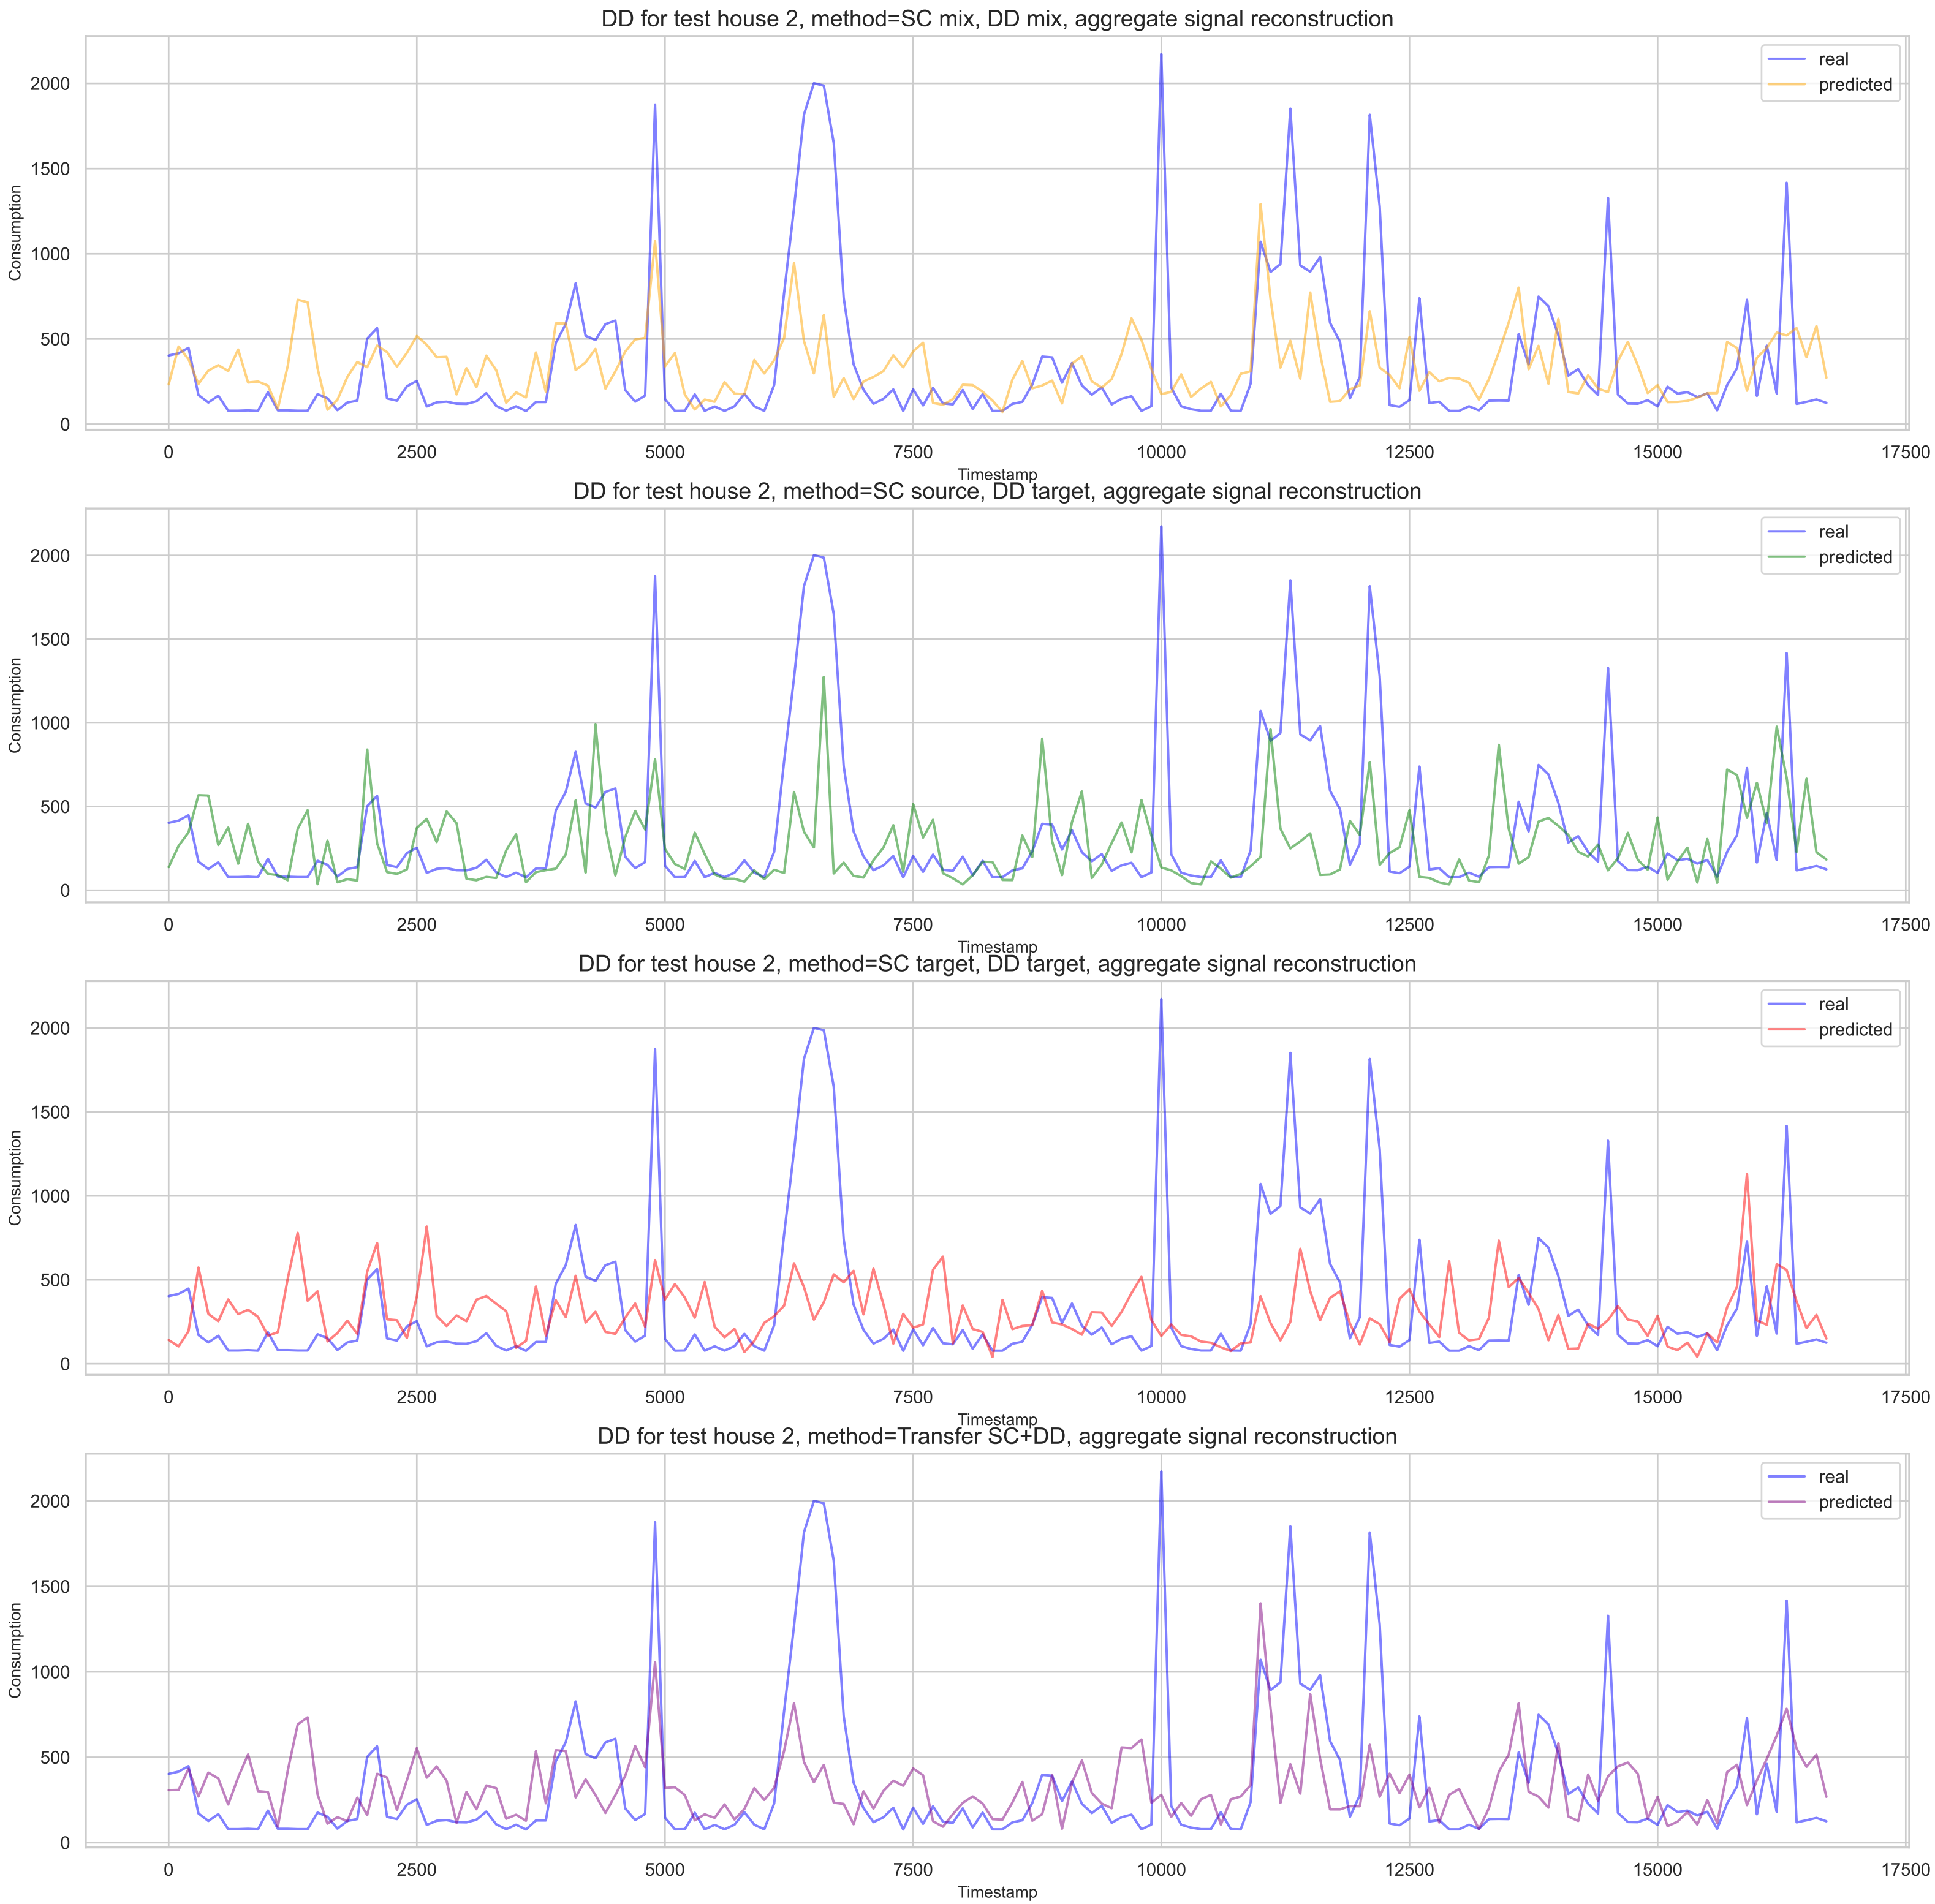 DD for test house 2, method=SC mix, DD mix, aggregate signal reconstruction
real
predicted
2000
1500
1000
500
0
Consumption
0 2500 5000 7500 10000 12500 15000 17500
Timestamp
DD for test house 2, method=SC source, DD target, aggregate signal reconstruction
real
predicted
2000
1500
1000
500
0
Consumption
0 2500 5000 7500 10000 12500 15000 17500
Timestamp
DD for test house 2, method=SC target, DD target, aggregate signal reconstruction
real
predicted
2000
1500
1000
500
0
Consumption
0 2500 5000 7500 10000 12500 15000 17500
Timestamp
DD for test house 2, method=Transfer SC+DD, aggregate signal reconstruction
real
predicted
2000
1500
1000
500
0
Consumption
0 2500 5000 7500 10000 12500 15000 17500
Timestamp